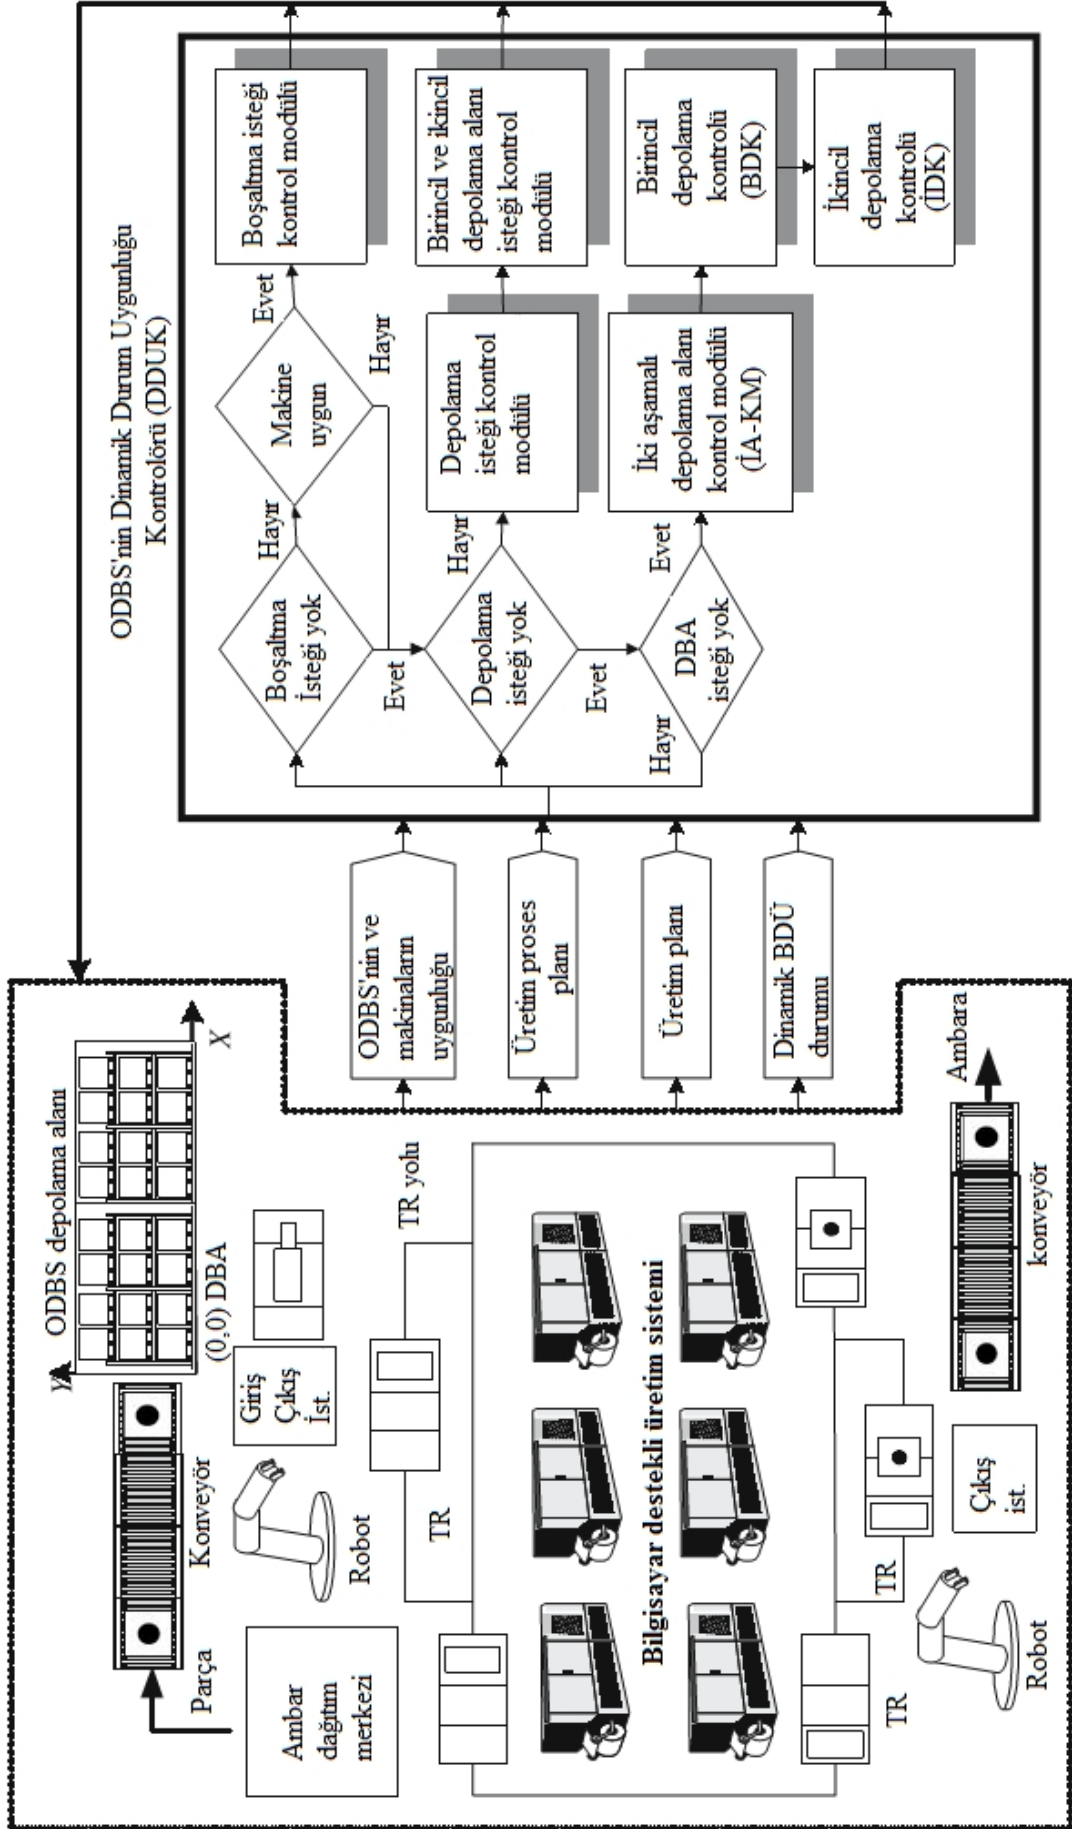 ODBS'nin Dinamik Durum Uygunluğu
Kontrolörü (DDUK)
ODBS depolama alanı
Y
X
(0,0) DBA
Parça
Konveyör
Ambar
dağıtım
merkezi
Robot
Giriş
Çıkış
İst.
TR
TR yolu
Bilgisayar destekli üretim sistemi
TR
TR
Robot
Çıkış
ist.
konveyör
Ambara
ODBS'nin ve
makinaların
uygunluğu
Üretim proses
planı
Üretim planı
Dinamik BDÜ
durumu
Boşaltma
İsteği yok
Hayır
Evet
Makine
uygun
Evet
Hayır
Boşaltma isteği
kontrol modülü
Depolama
isteği yok
Hayır
Evet
Depolama
isteği kontrol
modülü
Birincil ve ikincil
depolama alanı
isteği kontrol
modülü
DBA
isteği yok
Hayır
Evet
İki aşamalı
depolama alanı
kontrol modülü
(İA-KM)
Birincil
depolama
kontrolü
(BDK)
İkincil
depolama
kontrolü
(İDK)